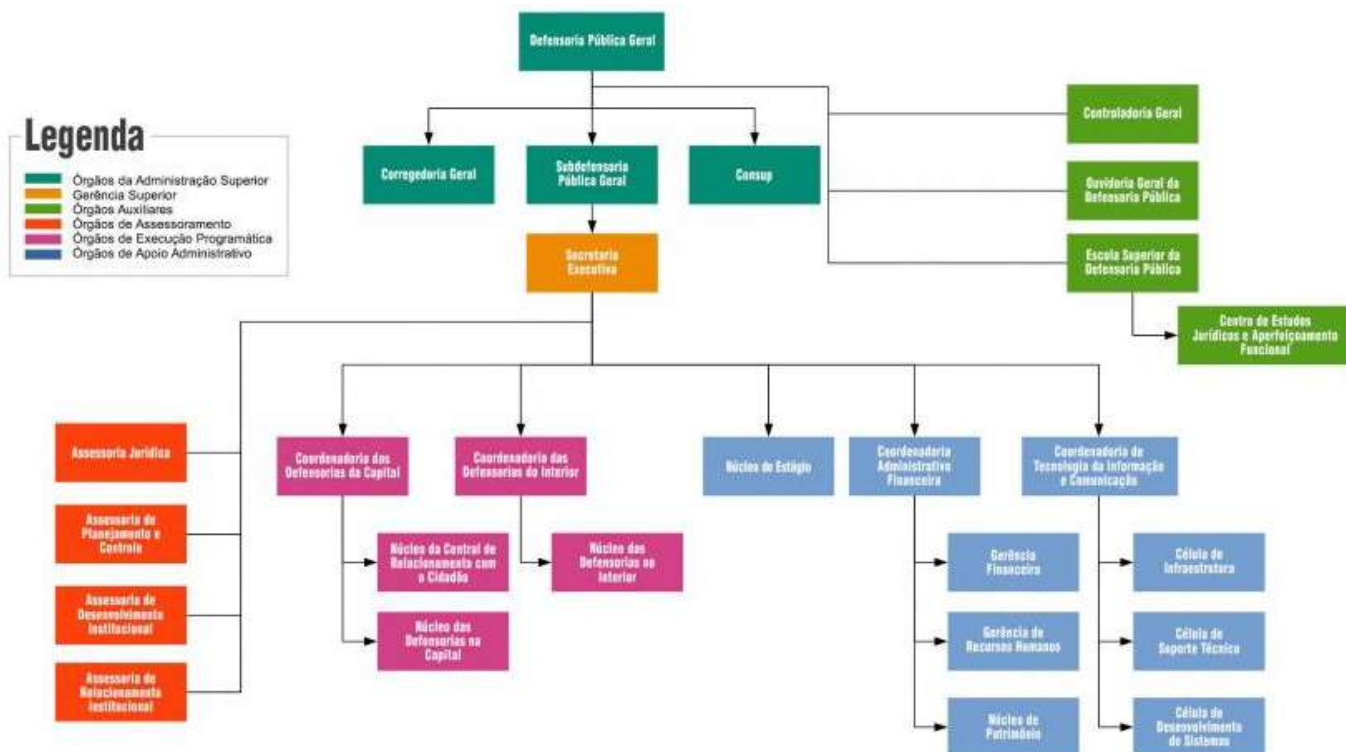 Defensoria Pública Geral
Legenda
Órgãos da Administração Superior
Gerência Superior
Órgãos Auxiliares
Órgãos de Assessoramento
Órgãos de Execução Programática
Órgãos de Apoio Administrativo
Corregedoria Geral
Subdefensoria
Pública Geral
Consup
Controladoria Geral
Ouvidoria Geral da
Defensoria Pública
Secretaria
Executiva
Escola Superior da
Defensoria Pública
Centro de Estudos
Jurídicos e Aperfeiçoamento
Funcional
Assessoria Jurídica
Assessoria de
Planejamento e
Controle
Assessoria de
Desenvolvimento
Institucional
Assessoria de
Relacionamento
Institucional
Coordenadoria das
Defensorias da Capital
Coordenadoria das
Defensorias do Interior
Núcleo da Central de
Relacionamento com
o Cidadão
Núcleo das
Defensorias na
Capital
Núcleo das
Defensorias no
Interior
Núcleo de Estágio
Coordenadoria
Administrativo
Financeira
Coordenadoria de
Tecnologia da Informação
e Comunicação
Gerência
Financeira
Gerência de
Recursos Humanos
Núcleo de
Patrimônio
Célula de
Infraestrutura
Célula de
Suporte Técnico
Célula de
Desenvolvimento
de Sistemas